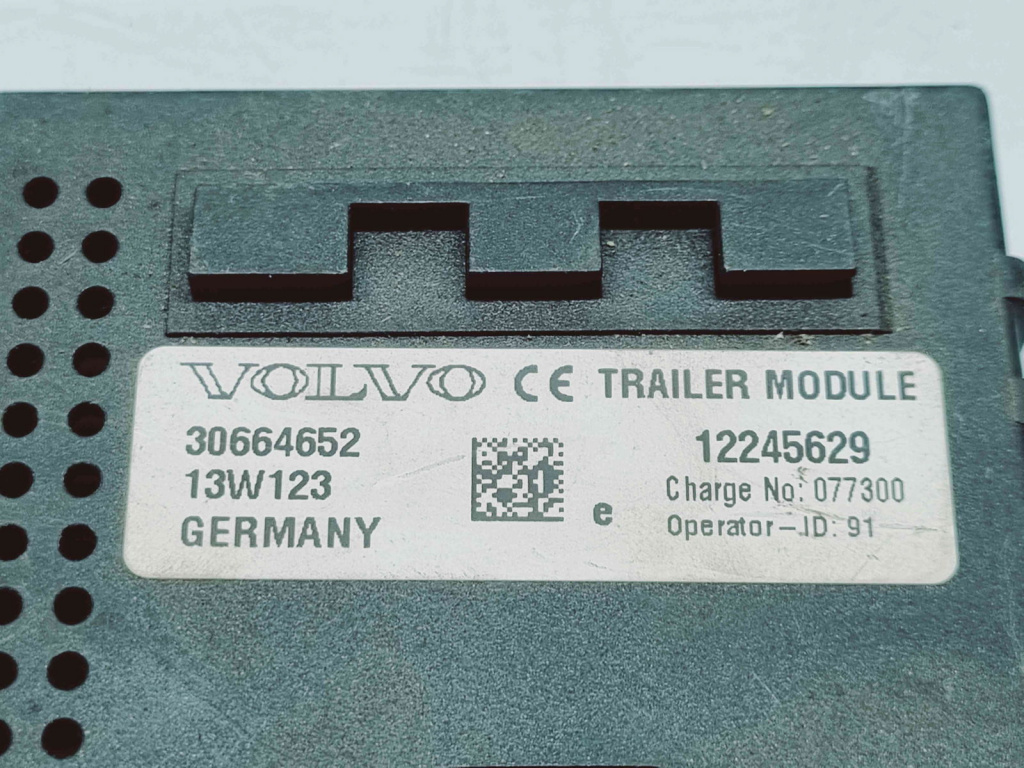 VOLVO CE TRAILER MODULE
30664652 12245629
13W123 Charge No: 077300
GERMANY e Operator-ID: 91